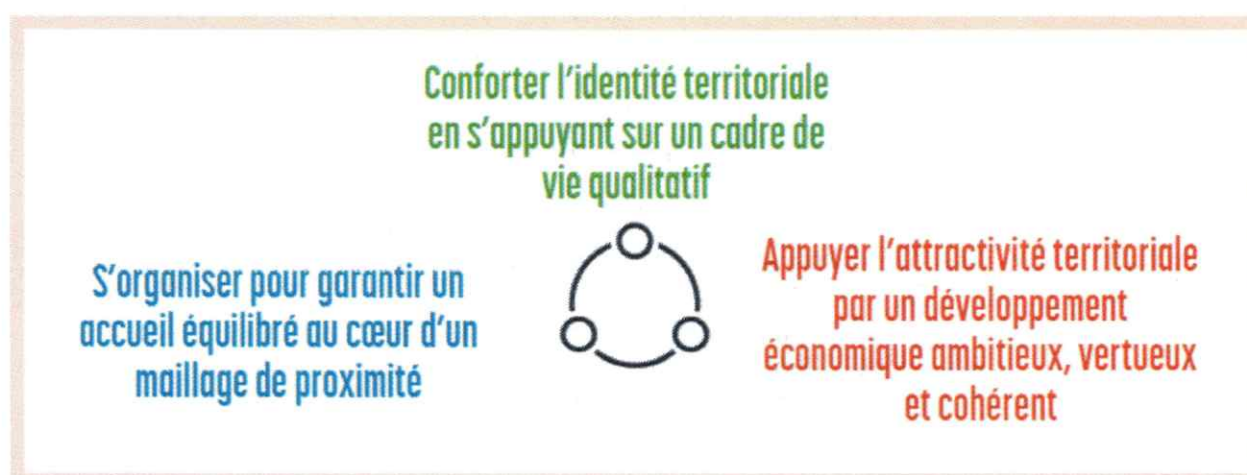 Conforter l'identité territoriale
en s'appuyant sur un cadre de
vie qualitatif
S'organiser pour garantir un
accueil équilibré au cœur d'un
maillage de proximité
Appuyer l'attractivité territoriale
par un développement
économique ambitieux, vertueux
et cohérent